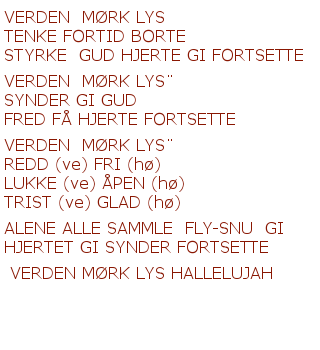 VERDEN  MØRK LYS
TENKE FORTID BORTE
STYRKE  GUD HJERTE GI FORTSETTE
VERDEN  MØRK LYS¨
SYNDER GI GUD
FRED FÅ HJERTE FORTSETTE
VERDEN  MØRK LYS¨
REDD (ve) FRI (hø)
LUKKE (ve) ÅPEN (hø)
TRIST (ve) GLAD (hø)
ALENE ALLE SAMMLE  FLY-SNU  GI
HJERTET GI SYNDER FORTSETTE
VERDEN MØRK LYS HALLELUJAH